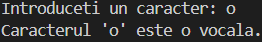 Introduceti un caracter: o
Caracterul 'o' este o vocala.